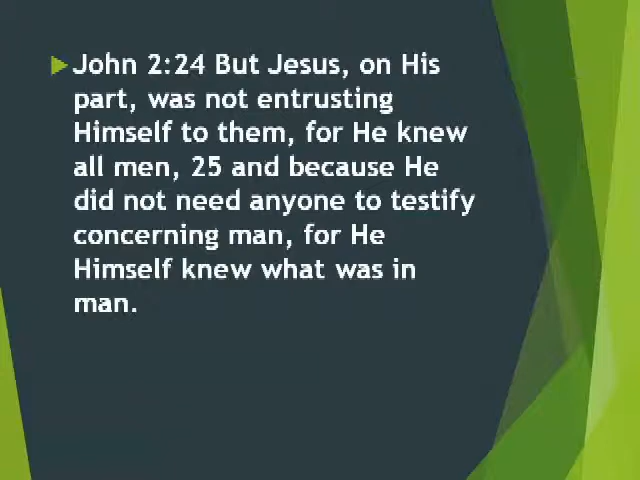 John 2:24 But Jesus, on His
part, was not entrusting
Himself to them, for He knew
all men, 25 and because He
did not need anyone to testify
concerning man, for He
Himself knew what was in
man.